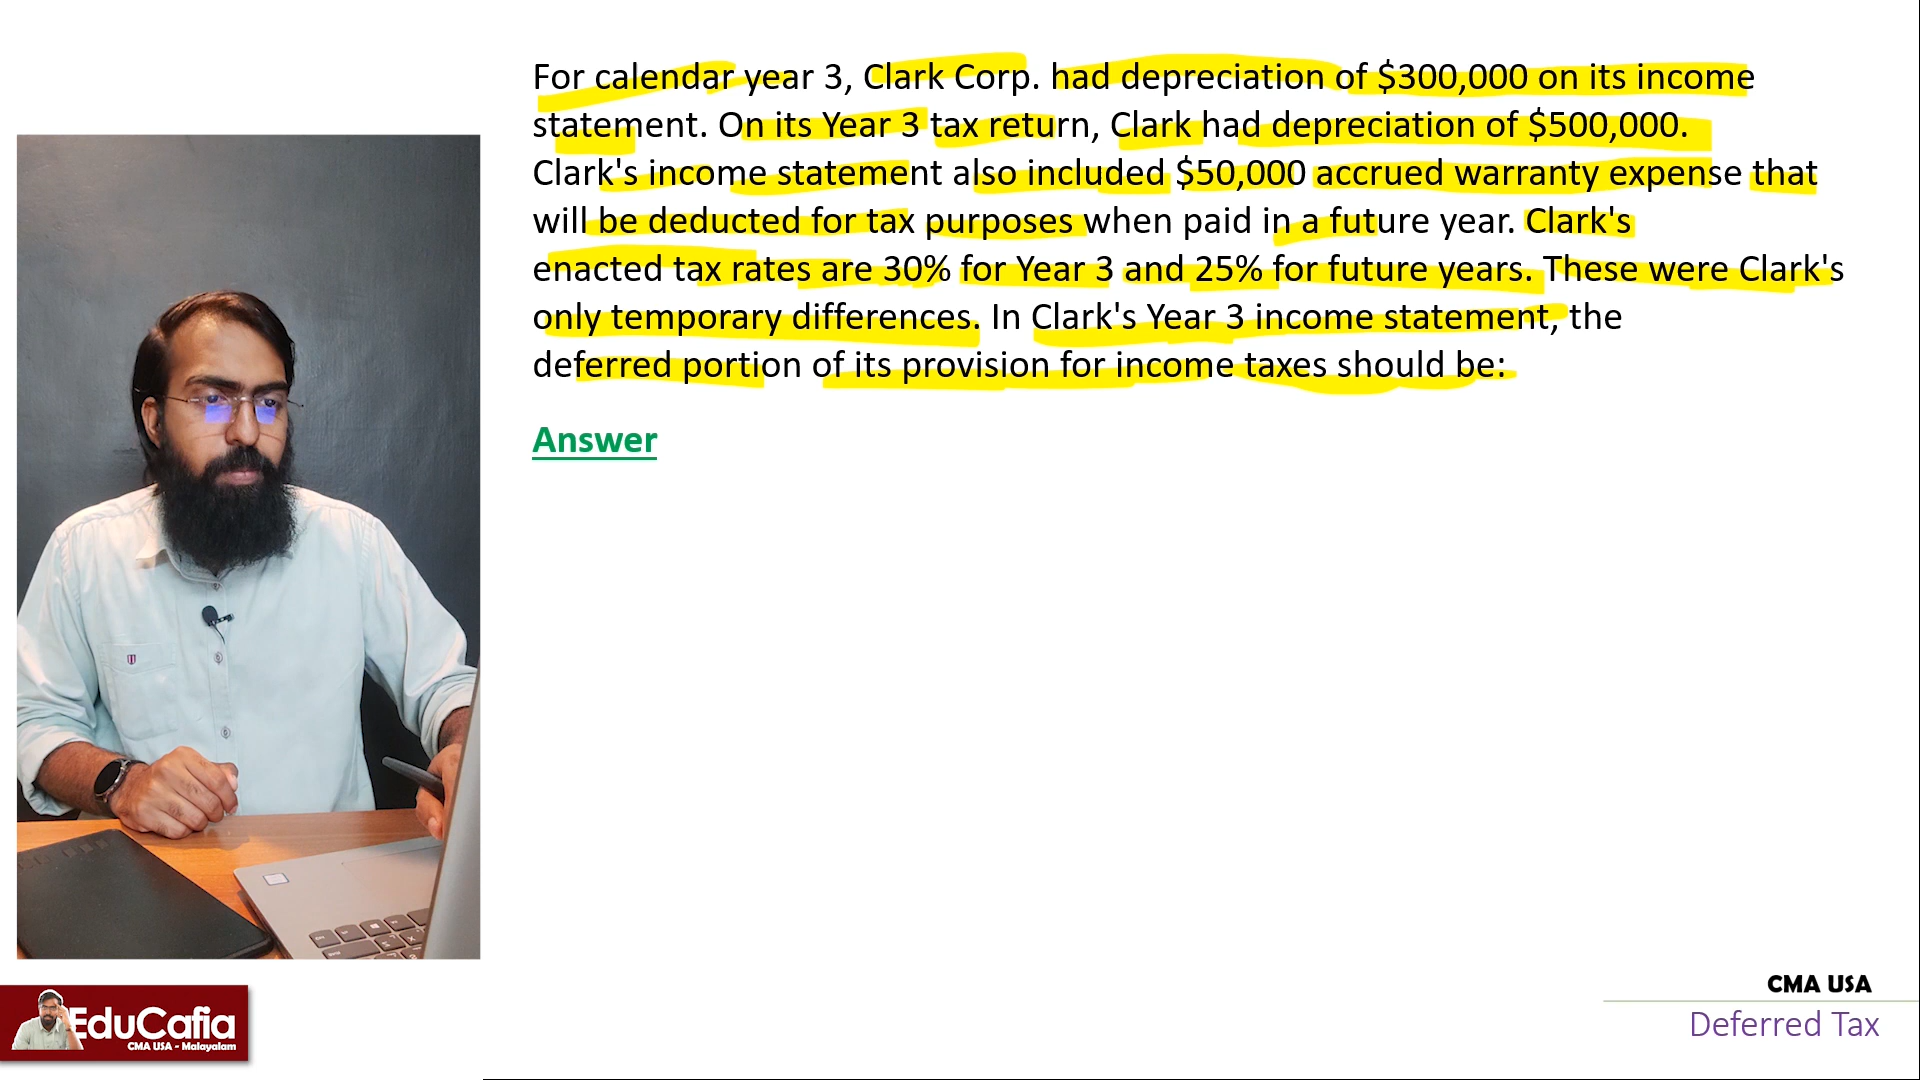 For calendar year 3, Clark Corp. had depreciation of $300,000 on its income
statement. On its Year 3 tax return, Clark had depreciation of $500,000.
Clark's income statement also included $50,000 accrued warranty expense that
will be deducted for tax purposes when paid in a future year. Clark's
enacted tax rates are 30% for Year 3 and 25% for future years. These were Clark's
only temporary differences. In Clark's Year 3 income statement, the
deferred portion of its provision for income taxes should be:
Answer
EduCafia
CMA USA - Malayalam
CMA USA
Deferred Tax